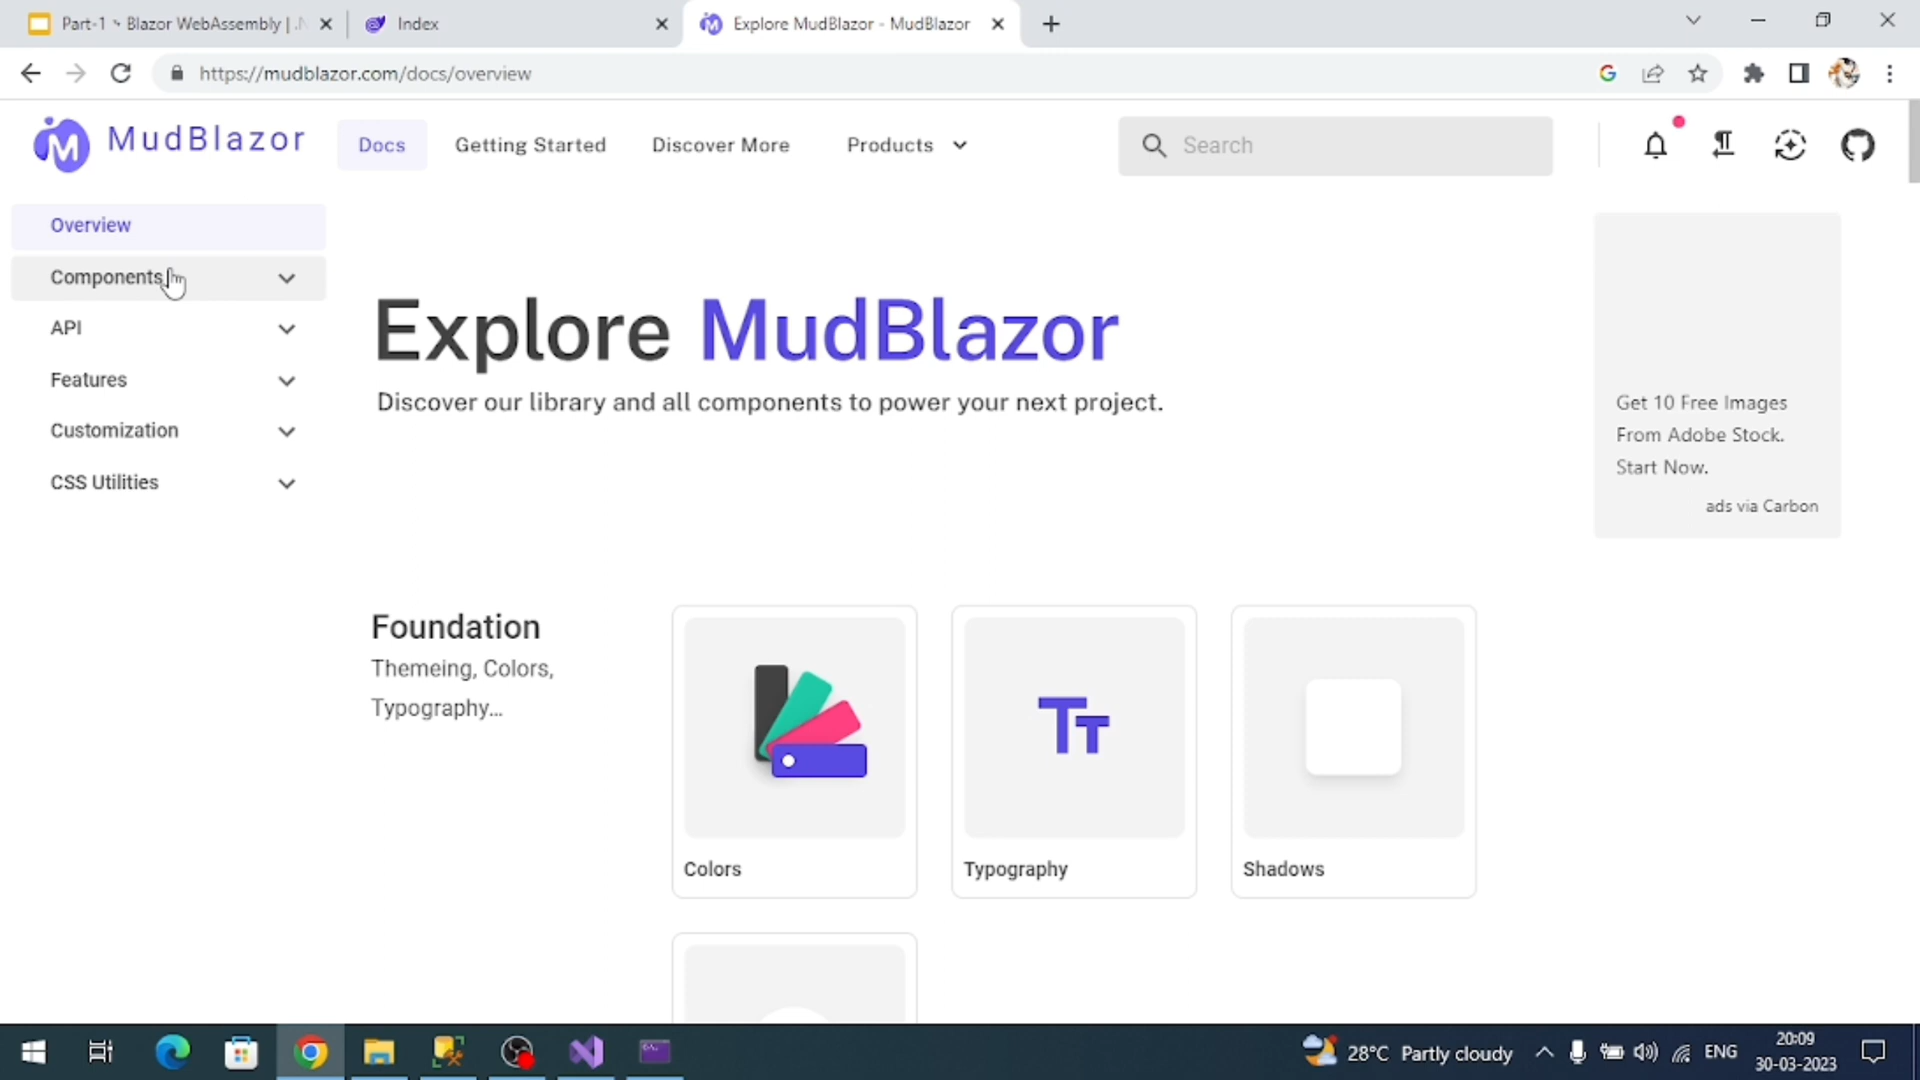 Part-1 - Blazor WebAssembly | .N
Index
Explore MudBlazor - MudBlazor
https://mudblazor.com/docs/overview
MudBlazor
Docs
Getting Started
Discover More
Products
Search
Overview
Components
API
Features
Customization
CSS Utilities
Explore MudBlazor
Discover our library and all components to power your next project.
Get 10 Free Images
From Adobe Stock.
Start Now.
ads via Carbon
Foundation
Themeing, Colors,
Typography...
Colors
Typography
Shadows
28°C Partly cloudy
ENG
20:09
30-03-2023